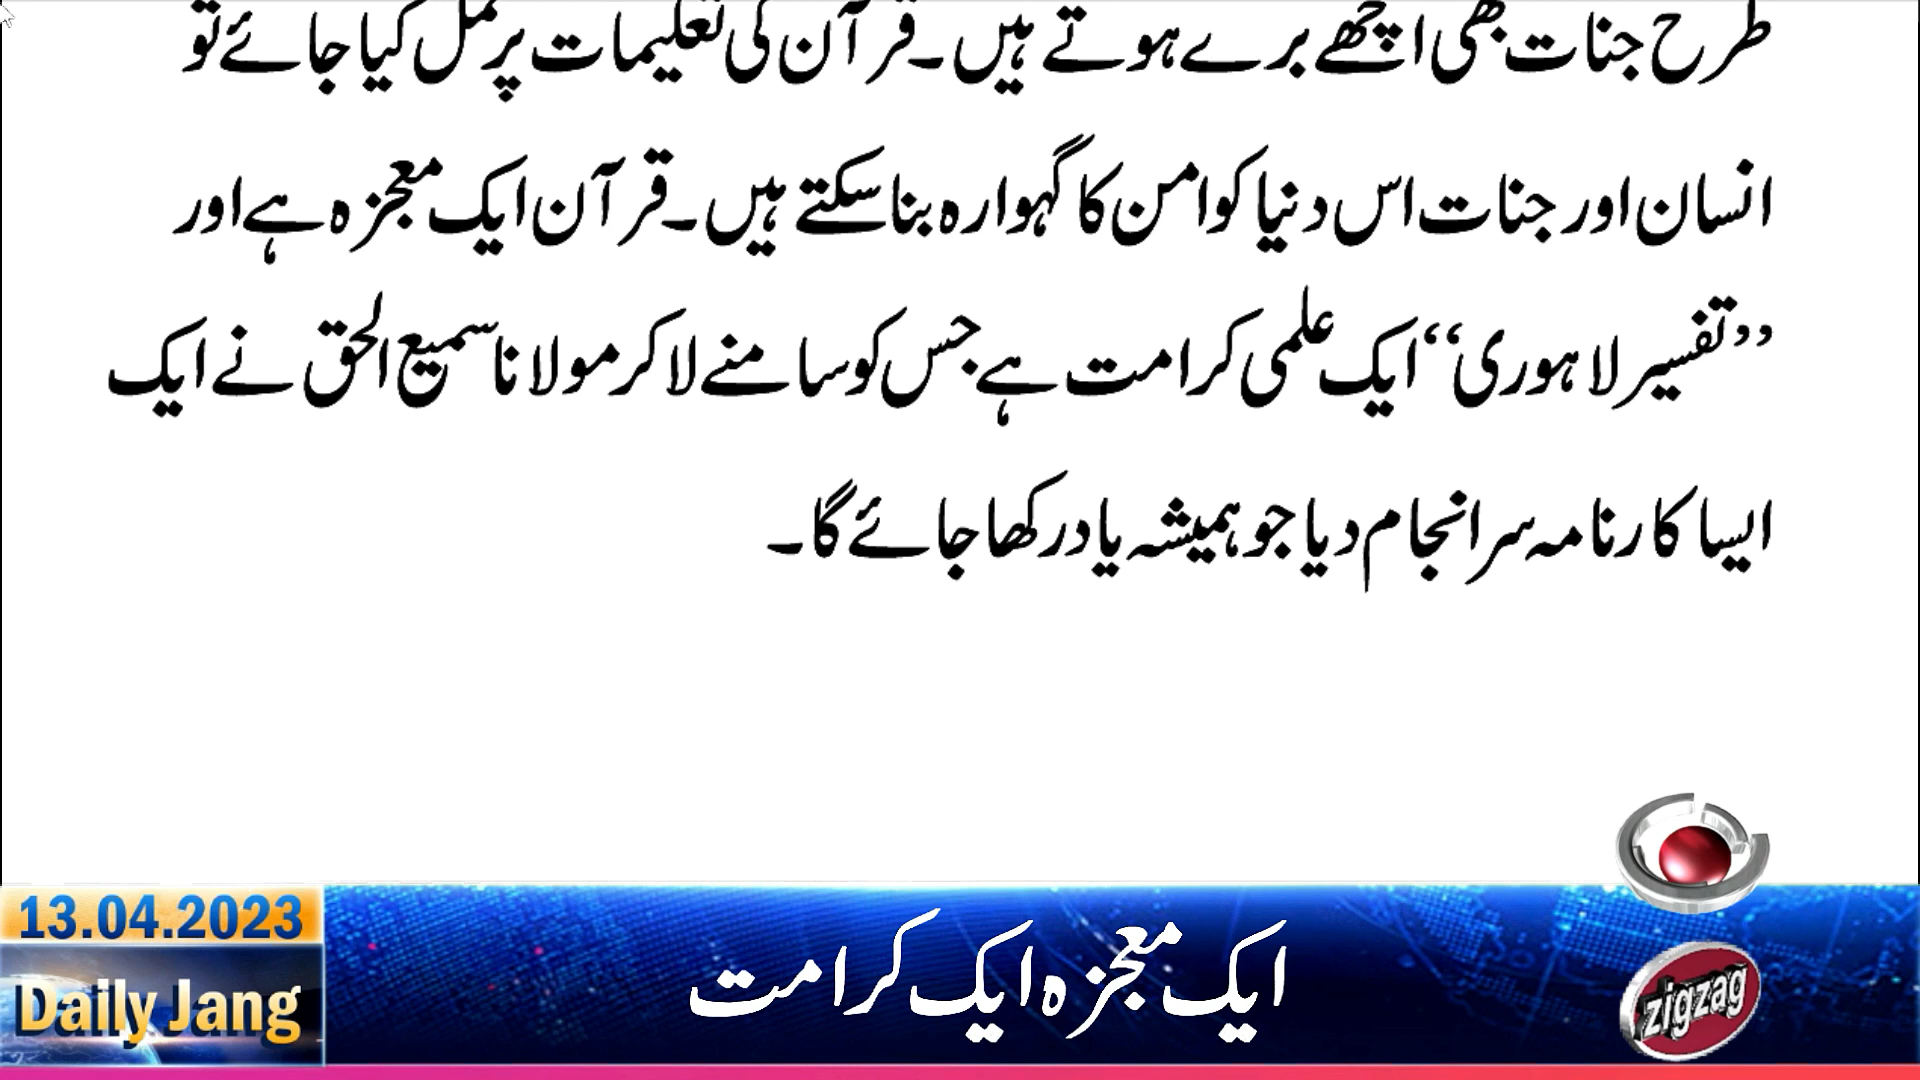 طرح جنات بھی اچھے برے ہوتے ہیں۔ قرآن کی تعلیمات پر عمل کیا جائے تو
انسان اور جنات اس دنیا کو امن کا گہوارہ بنا سکتے ہیں۔ قرآن ایک معجزہ ہے اور
’’تفسیر لاہوری‘‘ ایک علمی کرامت ہے جس کو سامنے لا کر مولانا سمیع الحق نے ایک
ایسا کارنامہ سرانجام دیا جو ہمیشہ یاد رکھا جائے گا۔
13.04.2023
Daily Jang
ایک معجزہ ایک کرامت
zigzag